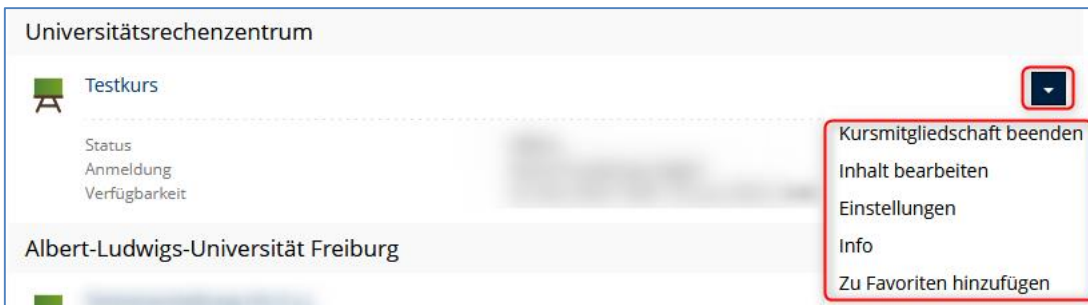 Universitätsrechenzentrum
Testkurs
Status
Anmeldung
Verfügbarkeit
Kursmitgliedschaft beenden
Inhalt bearbeiten
Einstellungen
Info
Zu Favoriten hinzufügen
Albert-Ludwigs-Universität Freiburg